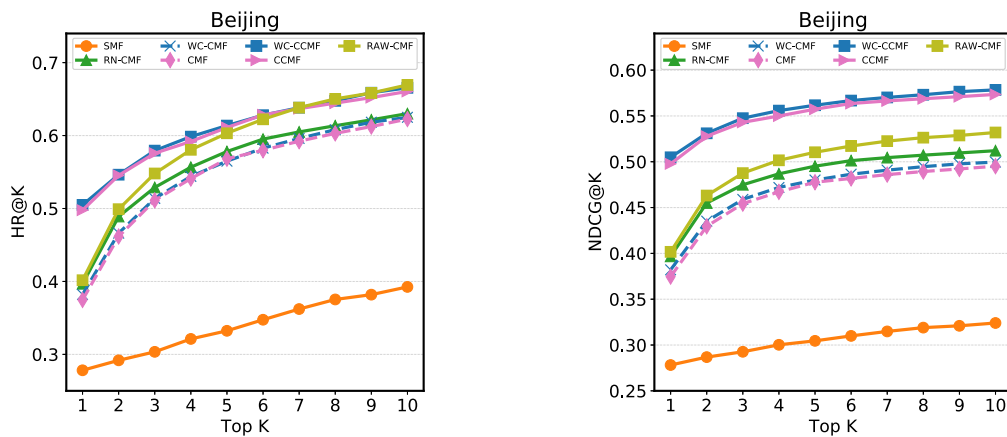 Beijing
SMF WC-CMF WC-CCMF RAW-CMF
RN-CMF CMF CCMF
HR@K
0.7
0.6
0.5
0.4
0.3
1 2 3 4 5 6 7 8 9 10
Top K
Beijing
SMF WC-CMF WC-CCMF RAW-CMF
RN-CMF CMF CCMF
NDCG@K
0.60
0.55
0.50
0.45
0.40
0.35
0.30
0.25
1 2 3 4 5 6 7 8 9 10
Top K